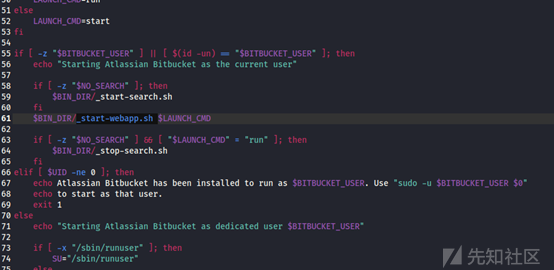 LAUNCH_CMD=run
51 else
52 LAUNCH_CMD=start
53 fi
54
55 if [ -z "$BITBUCKET_USER" ] || [ $(id -un) == "$BITBUCKET_USER" ]; then
56 echo "Starting Atlassian Bitbucket as the current user"
57
58 if [ -z "$NO_SEARCH" ]; then
59 $BIN_DIR/_start-search.sh
60 fi
61 $BIN_DIR/_start-webapp.sh $LAUNCH_CMD
62
63 if [ -z "$NO_SEARCH" ] && [ "$LAUNCH_CMD" = "run" ]; then
64 $BIN_DIR/_stop-search.sh
65 fi
66 elif [ $UID -ne 0 ]; then
67 echo Atlassian Bitbucket has been installed to run as $BITBUCKET_USER. Use "sudo -u $BITBUCKET_USER $0"
68 echo to start as that user.
69 exit 1
70 else
71 echo "Starting Atlassian Bitbucket as dedicated user $BITBUCKET_USER"
72
73 if [ -x "/sbin/runuser" ]; then
74 SU="/sbin/runuser"
75 else
先知社区